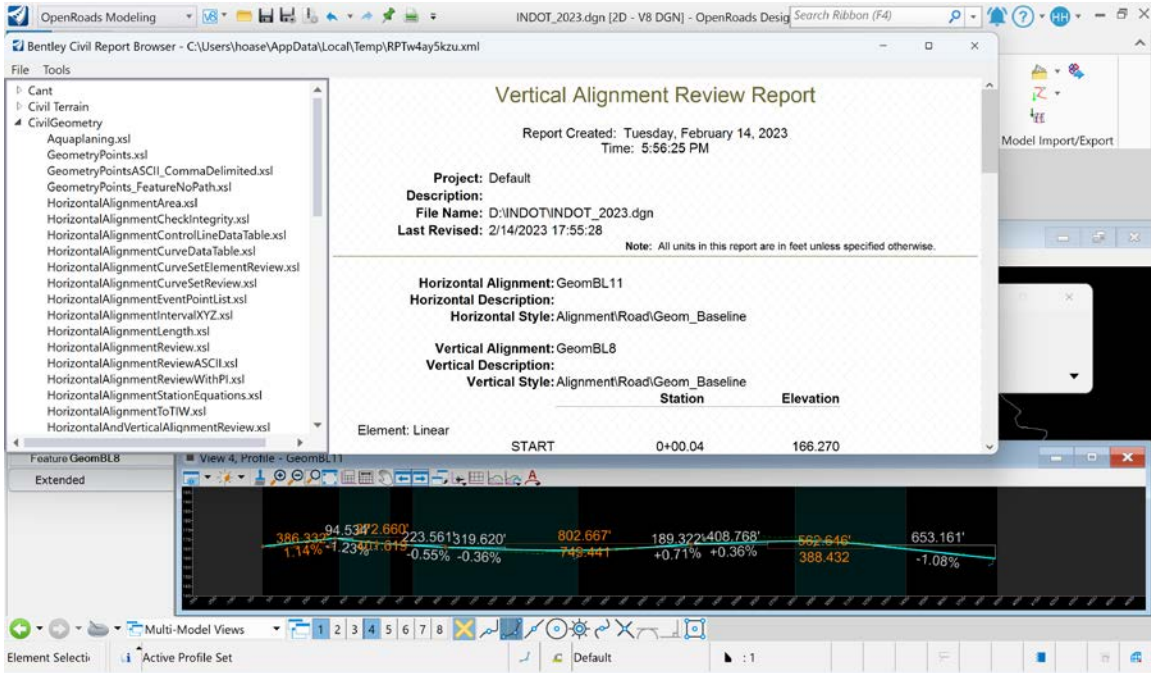 OpenRoads Modeling
INDOT_2023.dgn [2D - V8 DGN] - OpenRoads Desig
Search Ribbon (F4)
HH
Bentley Civil Report Browser - C:\Users\hoase\AppData\Local\Temp\RPTw4ay5kzu.xml
File Tools
Cant
Civil Terrain
CivilGeometry
Aquaplaning.xsl
GeometryPoints.xsl
GeometryPointsASCII_CommaDelimited.xsl
GeometryPoints_FeatureNoPath.xsl
HorizontalAlignmentArea.xsl
HorizontalAlignmentCheckIntegrity.xsl
HorizontalAlignmentControlLineDataTable.xsl
HorizontalAlignmentCurveDataTable.xsl
HorizontalAlignmentCurveSetElementReview.xsl
HorizontalAlignmentCurveSetReview.xsl
HorizontalAlignmentEventPointList.xsl
HorizontalAlignmentIntervalXYZ.xsl
HorizontalAlignmentLength.xsl
HorizontalAlignmentReview.xsl
HorizontalAlignmentReviewASCII.xsl
HorizontalAlignmentReviewWithPI.xsl
HorizontalAlignmentStationEquations.xsl
HorizontalAlignmentToTIW.xsl
HorizontalAndVerticalAlignmentReview.xsl
Vertical Alignment Review Report
Report Created: Tuesday, February 14, 2023
Time: 5:56:25 PM
Project: Default
Description:
File Name: D:\INDOT\INDOT_2023.dgn
Last Revised: 2/14/2023 17:55:28
Note: All units in this report are in feet unless specified otherwise.
Horizontal Alignment: GeomBL11
Horizontal Description:
Horizontal Style: Alignment\Road\Geom_Baseline
Vertical Alignment: GeomBL8
Vertical Description:
Vertical Style: Alignment\Road\Geom_Baseline
Station Elevation
Element: Linear
START 0+00.04 166.270
Model Import/Export
Feature GeomBL8
Extended
View 4, Profile - GeomBL11
386.332' 94.534' 223.561' 319.620' 802.667' 189.322' 408.768' 562.646' 653.161'
1.14% -1.23% -0.55% -0.36% 749.441 +0.71% +0.36% 388.432 -1.08%
Multi-Model Views 1 2 3 4 5 6 7 8
Active Profile Set
Default
: 1